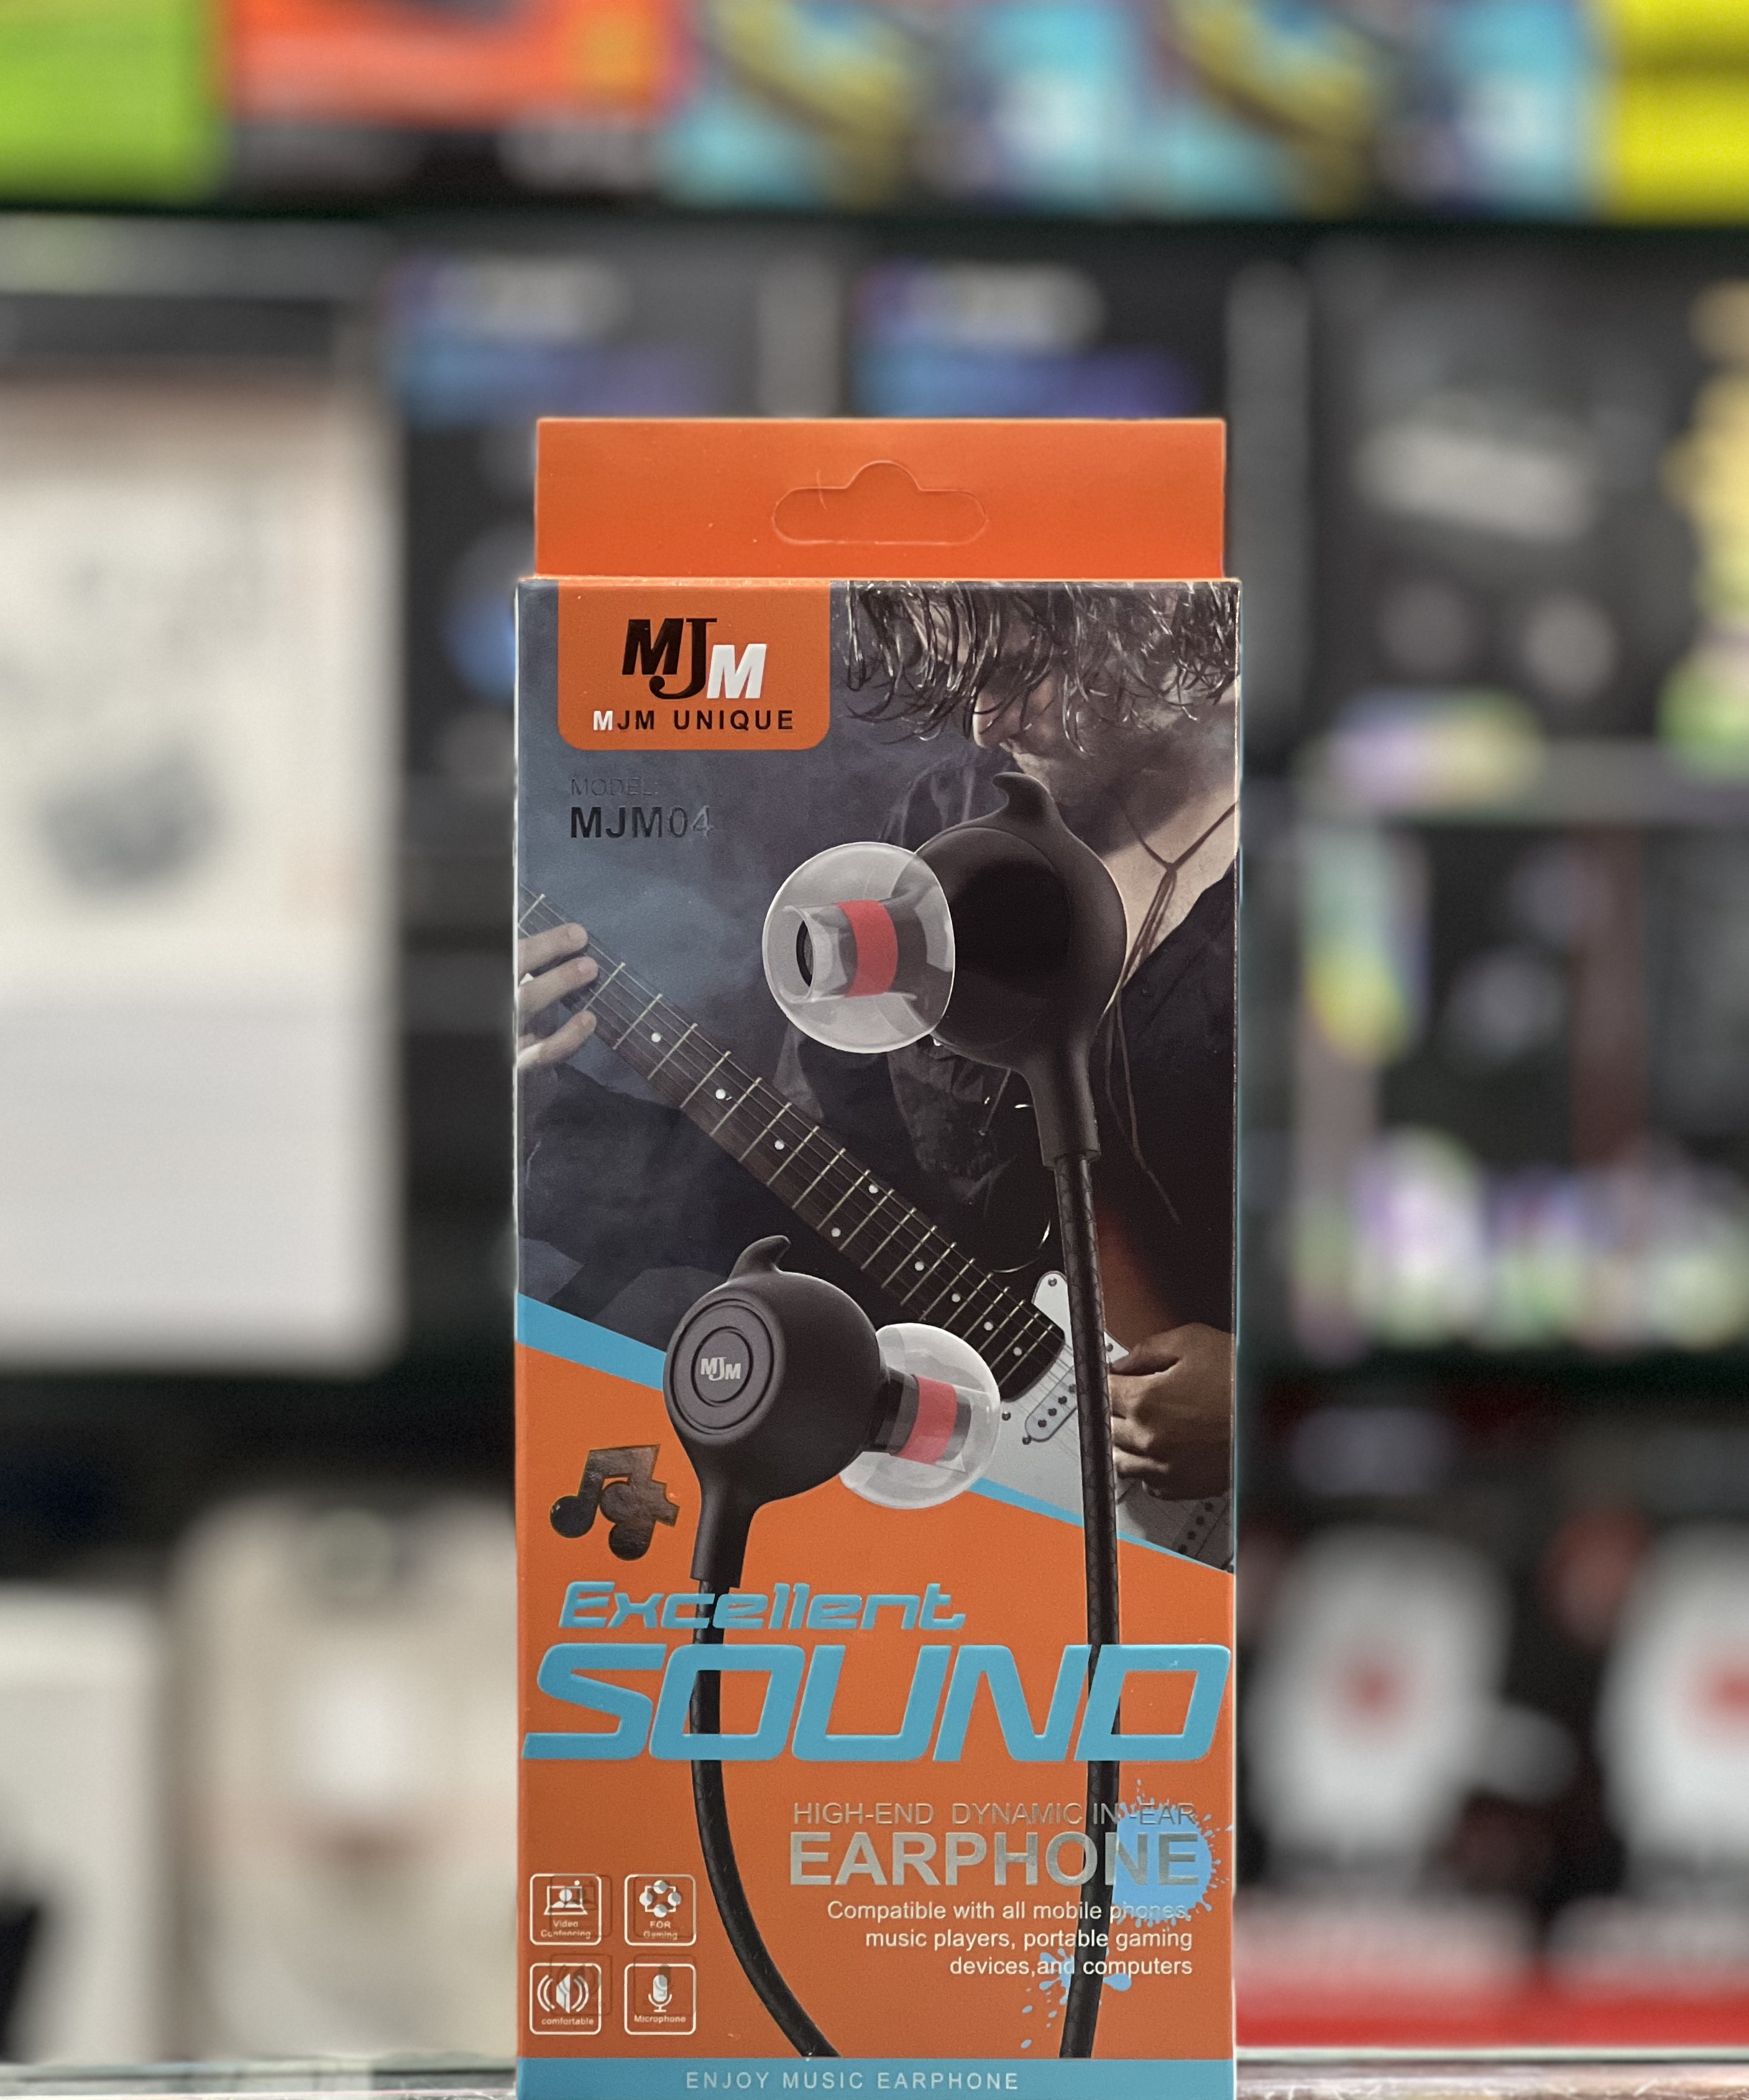 MJM
MJM UNIQUE
MODEL:
MJM04
MJM
Excellent
SOUND
HIGH-END DYNAMIC IN-EAR
EARPHONE
Compatible with all mobile phones,
music players, portable gaming
devices,and computers
Video
Confencing
FOR
Gaming
comfortable
Microphone
ENJOY MUSIC EARPHONE